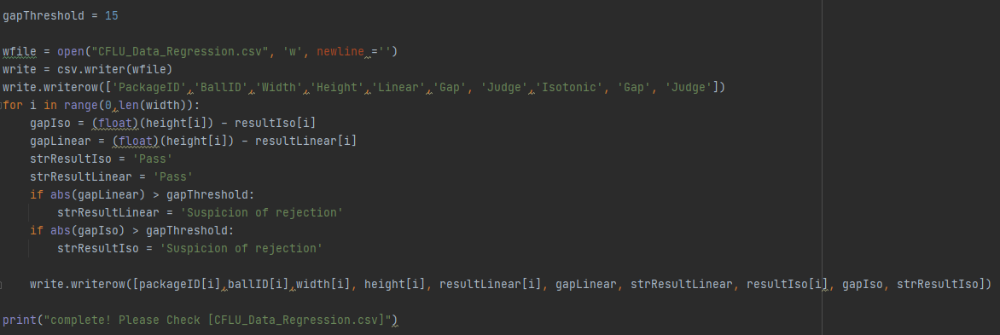 gapThreshold = 15
wfile = open("CFLU_Data_Regression.csv", 'w', newline ='')
write = csv.writer(wfile)
write.writerow(['PackageID','BallID','Width','Height','Linear','Gap', 'Judge','Isotonic', 'Gap', 'Judge'])
for i in range(0,len(width)):
    gapIso = (float)(height[i]) - resultIso[i]
    gapLinear = (float)(height[i]) - resultLinear[i]
    strResultIso = 'Pass'
    strResultLinear = 'Pass'
    if abs(gapLinear) > gapThreshold:
        strResultLinear = 'Suspicion of rejection'
    if abs(gapIso) > gapThreshold:
        strResultIso = 'Suspicion of rejection'
    write.writerow([packageID[i],ballID[i],width[i], height[i], resultLinear[i], gapLinear, strResultLinear, resultIso[i], gapIso, strResultIso])
print("complete! Please Check [CFLU_Data_Regression.csv]")